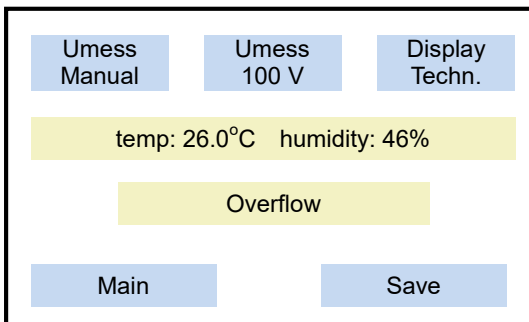 Umess
Manual
Umess
100 V
Display
Techn.
temp: 26.0°C humidity: 46%
Overflow
Main
Save